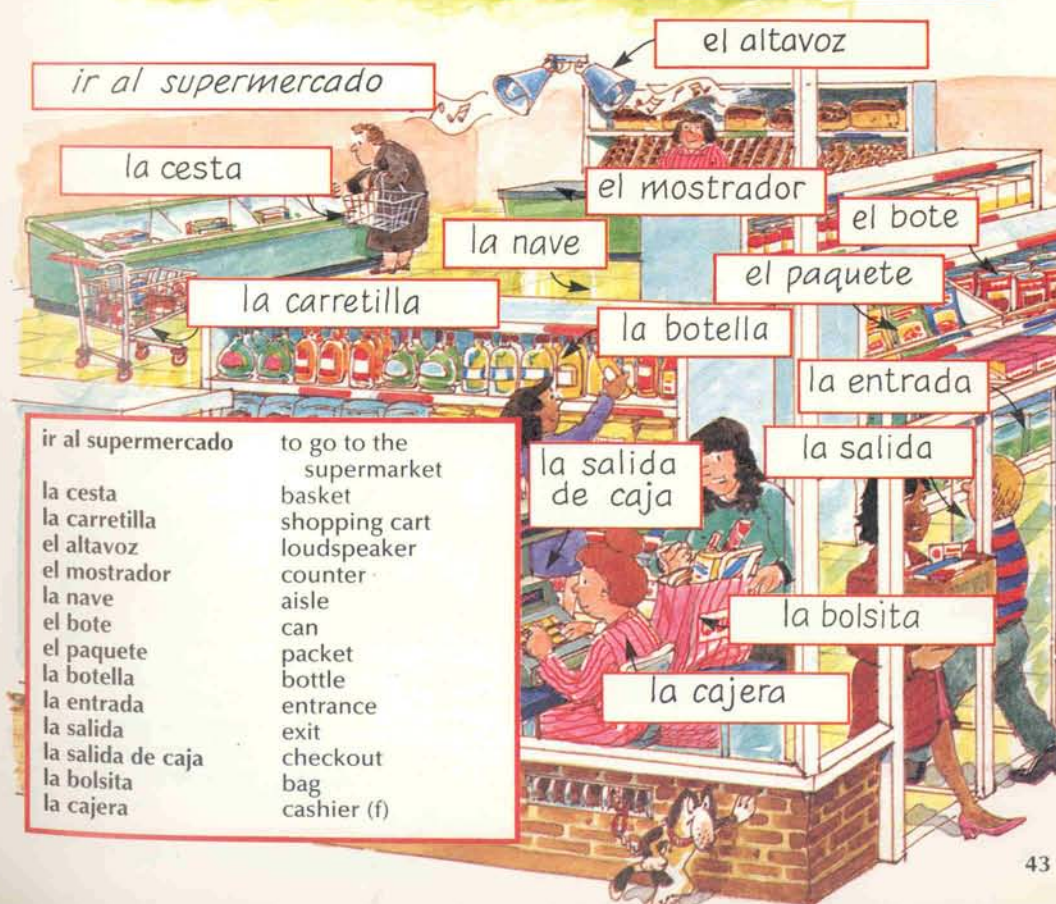 el altavoz
ir al supermercado
la cesta
el mostrador
el bote
la nave
el paquete
la carretilla
la botella
la entrada
la salida
la salida
de caja
la bolsita
la cajera
ir al supermercado to go to the
supermarket
la cesta basket
la carretilla shopping cart
el altavoz loudspeaker
el mostrador counter
la nave aisle
el bote can
el paquete packet
la botella bottle
la entrada entrance
la salida exit
la salida de caja checkout
la bolsita bag
la cajera cashier (f)
43